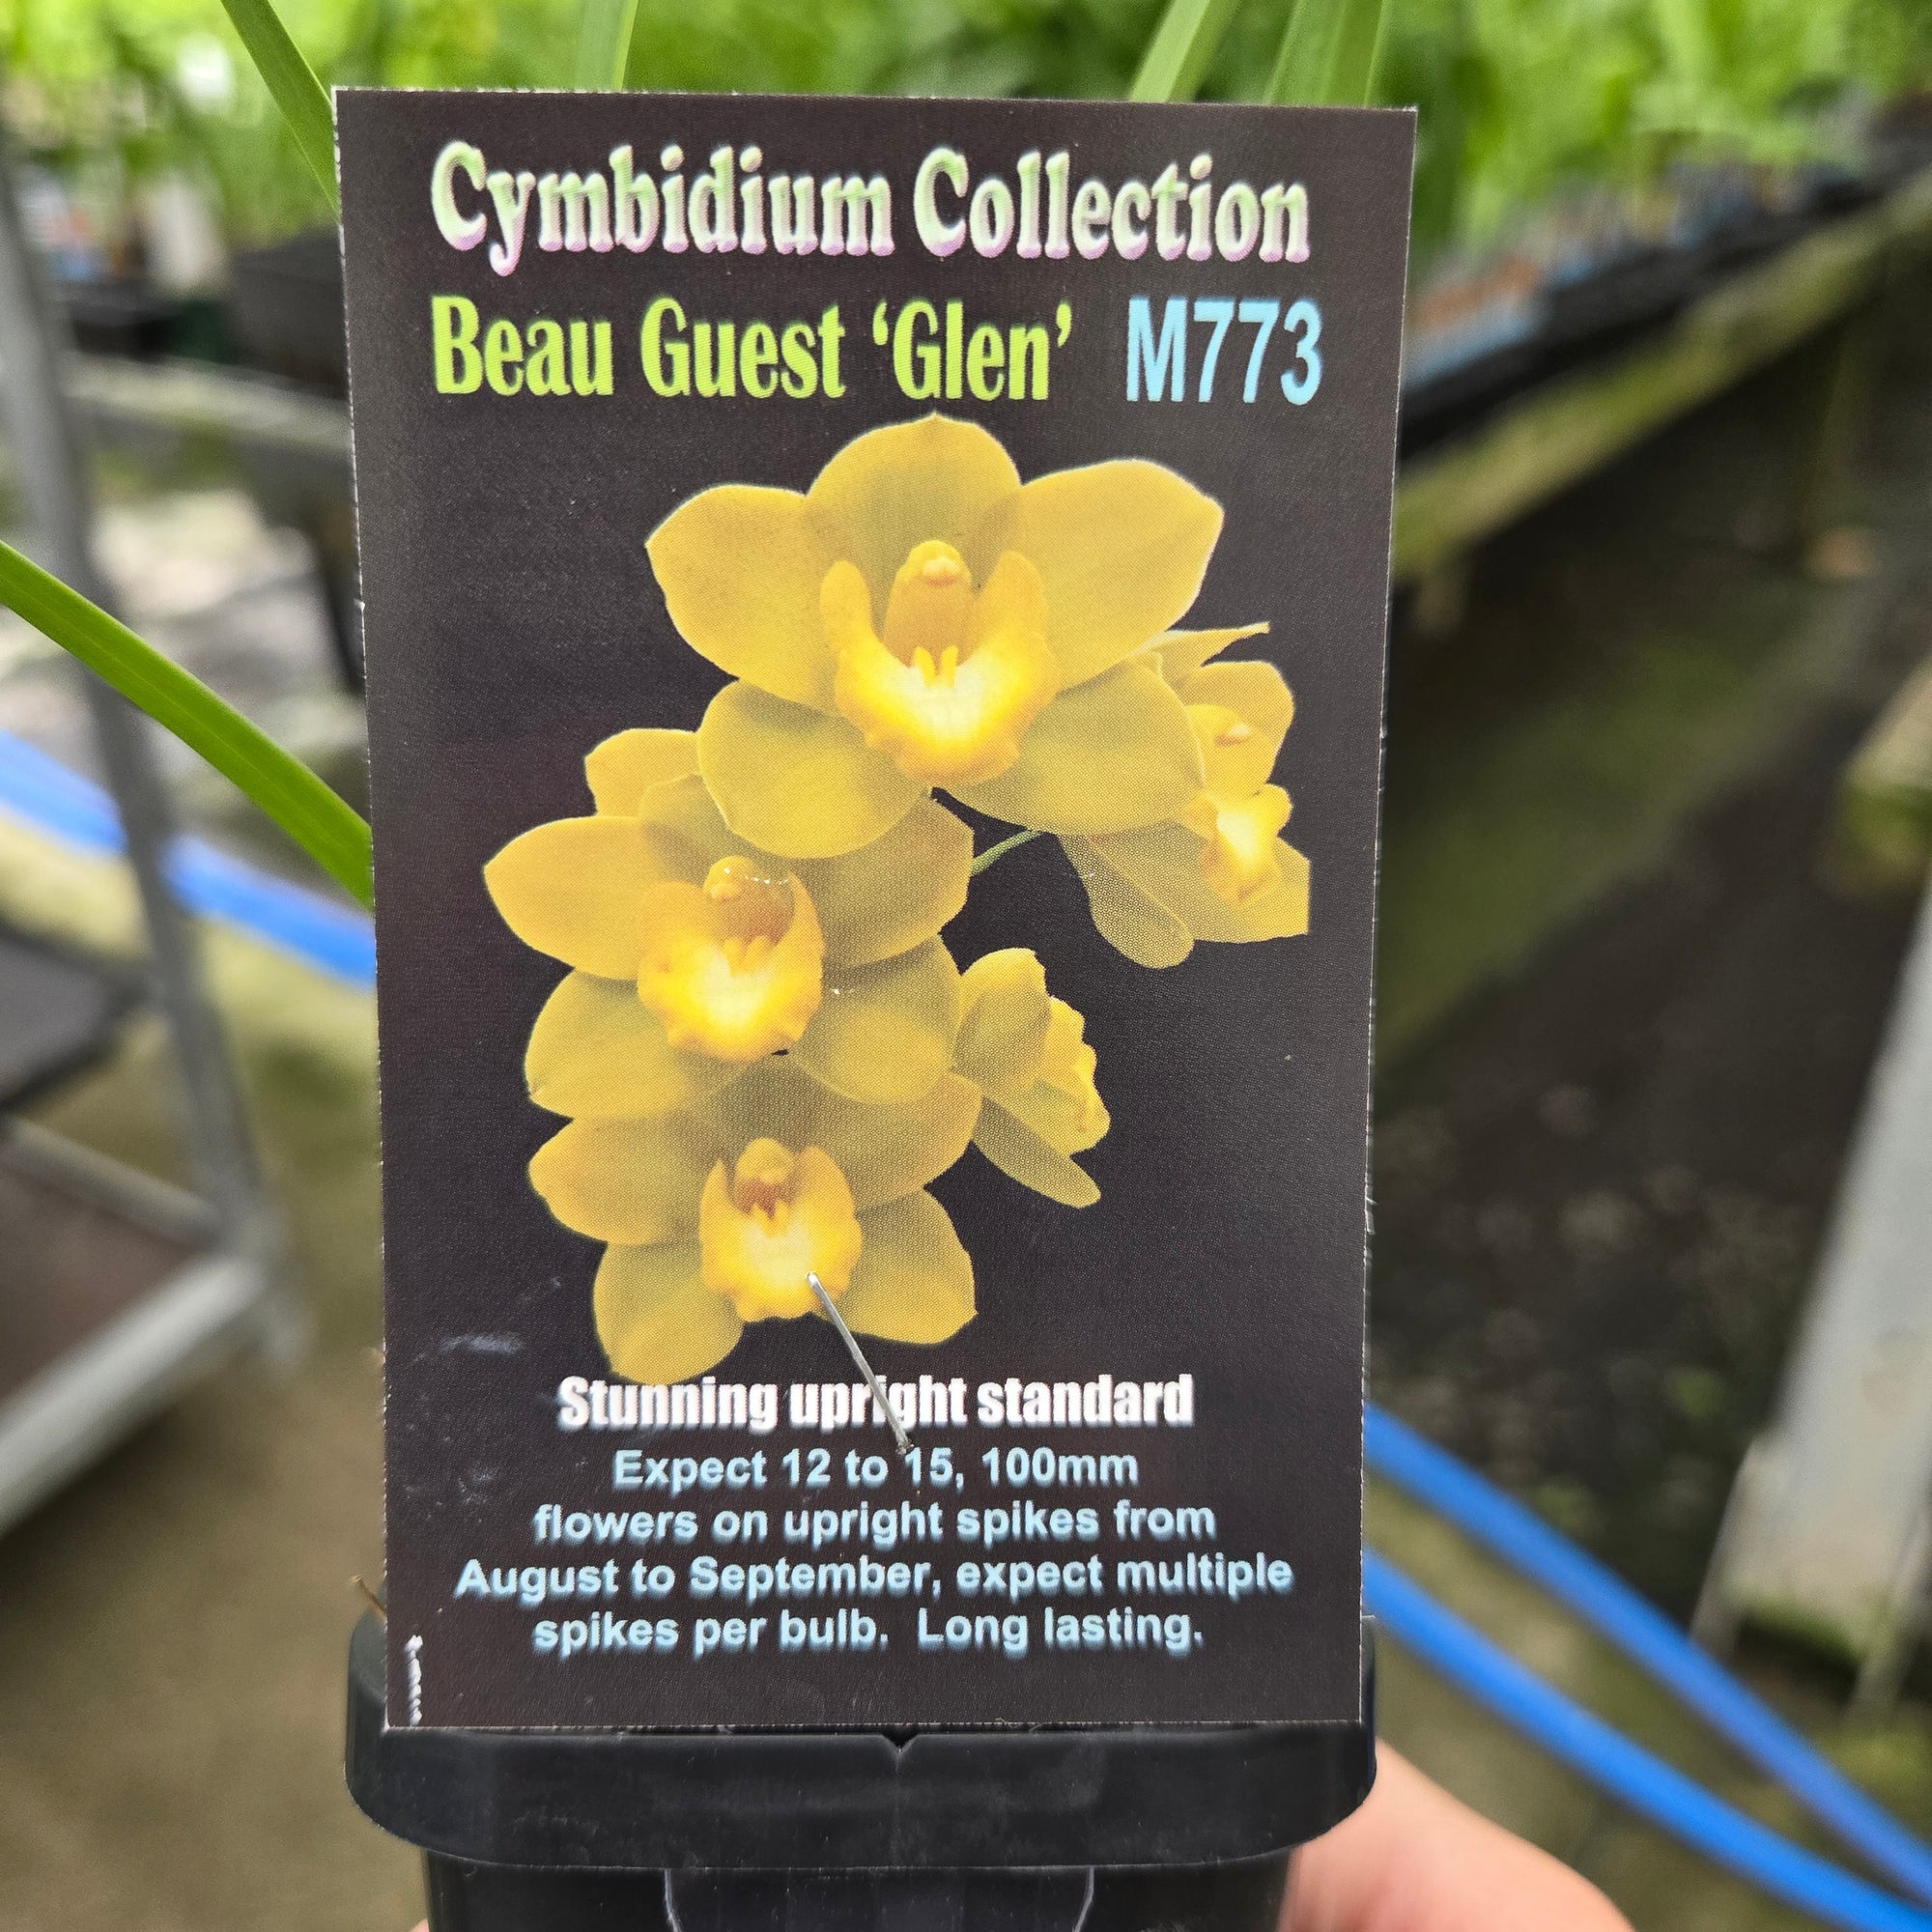 Cymbidium Collection
Beau Guest ‘Glen’ M773
Stunning upright standard
Expect 12 to 15, 100mm
flowers on upright spikes from
August to September, expect multiple
spikes per bulb. Long lasting.